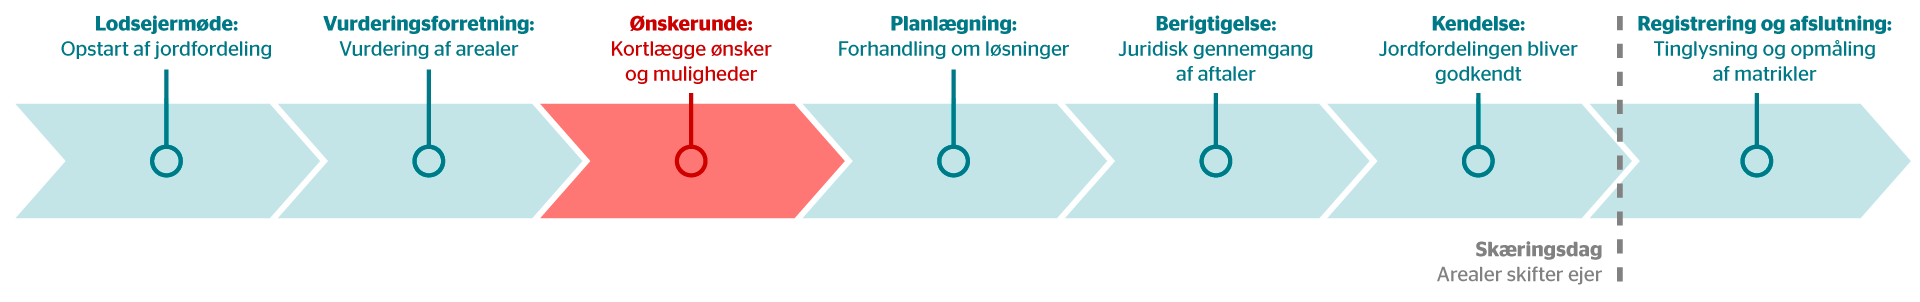 Lodsejermøde:
Opstart af jordfordeling
Vurderingsforretning:
Vurdering af arealer
Ønskerunde:
Kortlægge ønsker
og muligheder
Planlægning:
Forhandling om løsninger
Berigtigelse:
Juridisk gennemgang
af aftaler
Kendelse:
Jordfordelingen bliver
godkendt
Registrering og afslutning:
Tinglysning og opmåling
af matrikler
Skæringsdag
Arealer skifter ejer